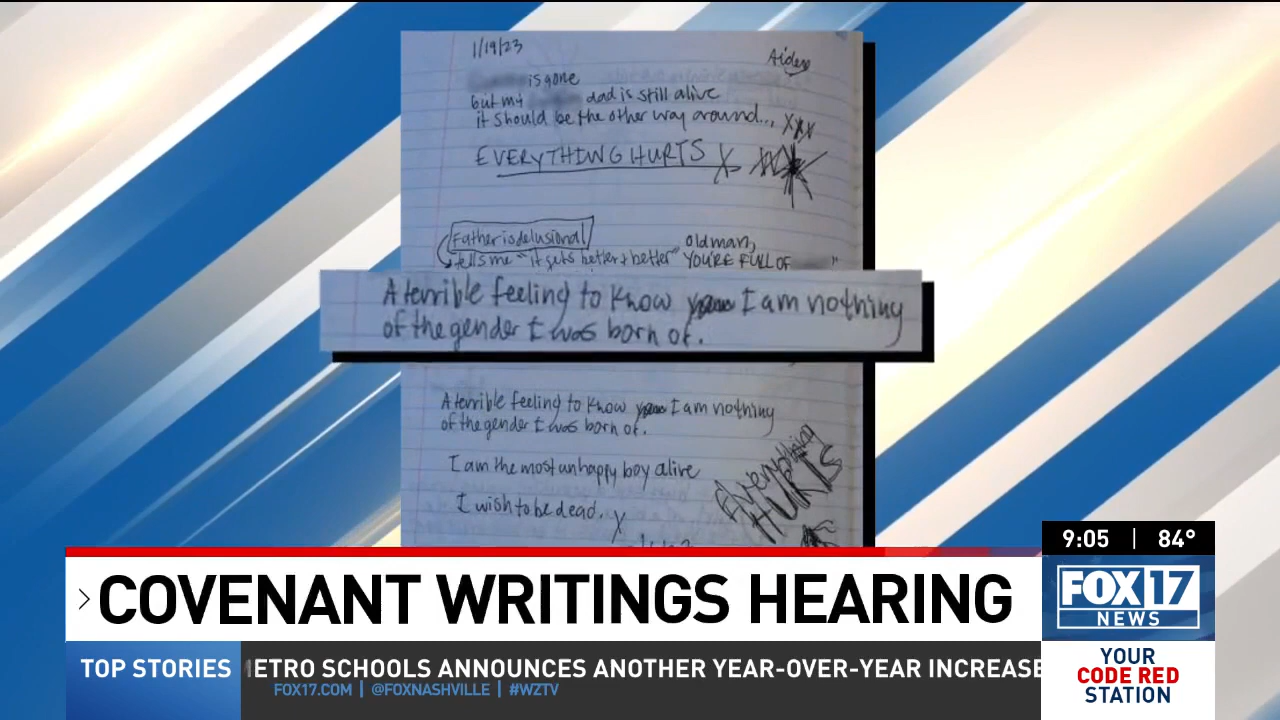 1/19/23
Aiden
is gone
but my dad is still alive
it should be the other way around...
EVERYTHING HURTS
Father is delusional
tells me "it gets better + better"
old man,
YOU'RE FULL OF "
A terrible feeling to know I am nothing
of the gender I was born of.
A terrible feeling to know I am nothing
of the gender I was born of.
I am the most unhappy boy alive
I wish to be dead.
Everything
HURTS
COVENANT WRITINGS HEARING
9:05 | 84°
FOX 17
NEWS
TOP STORIES
METRO SCHOOLS ANNOUNCES ANOTHER YEAR-OVER-YEAR INCREASE
FOX17.COM | @FOXNASHVILLE | #WZTV
YOUR
CODE RED
STATION